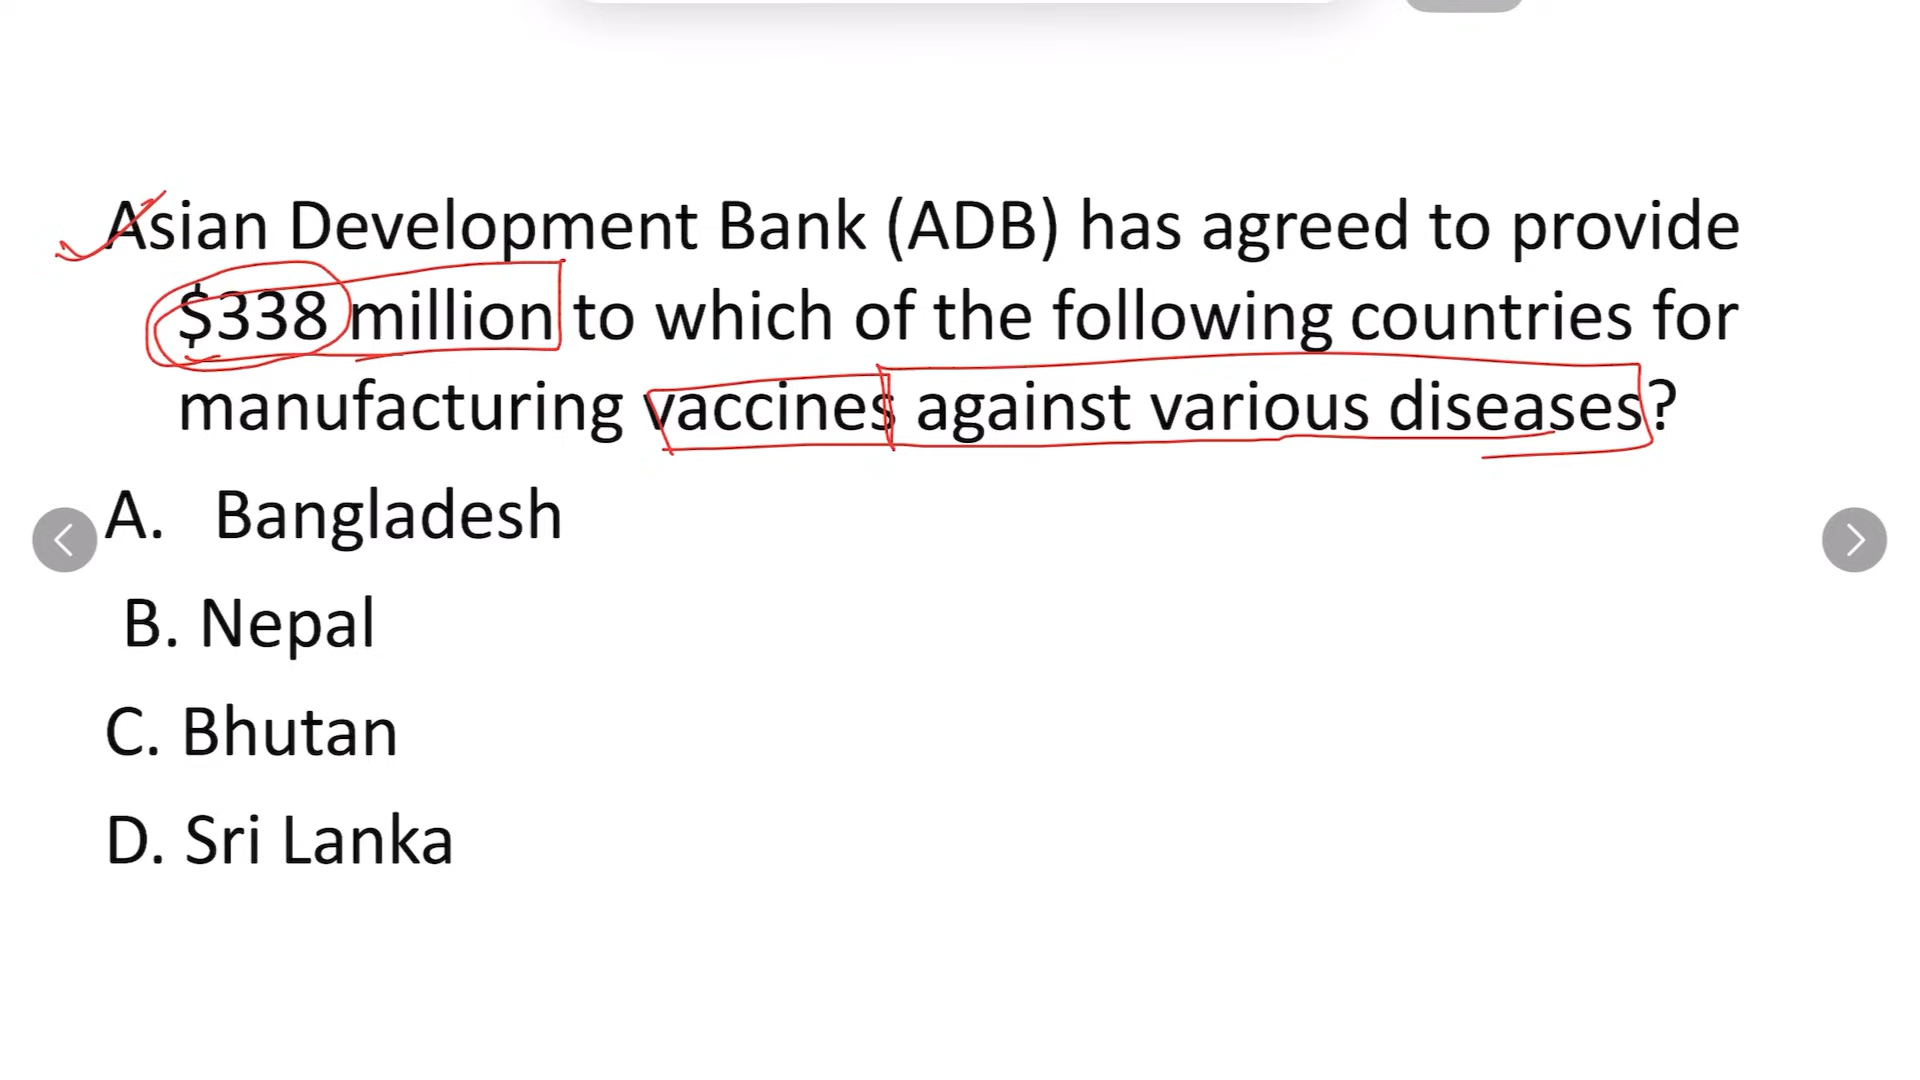 Asian Development Bank (ADB) has agreed to provide
$338 million to which of the following countries for
manufacturing vaccines against various diseases?
A. Bangladesh
B. Nepal
C. Bhutan
D. Sri Lanka